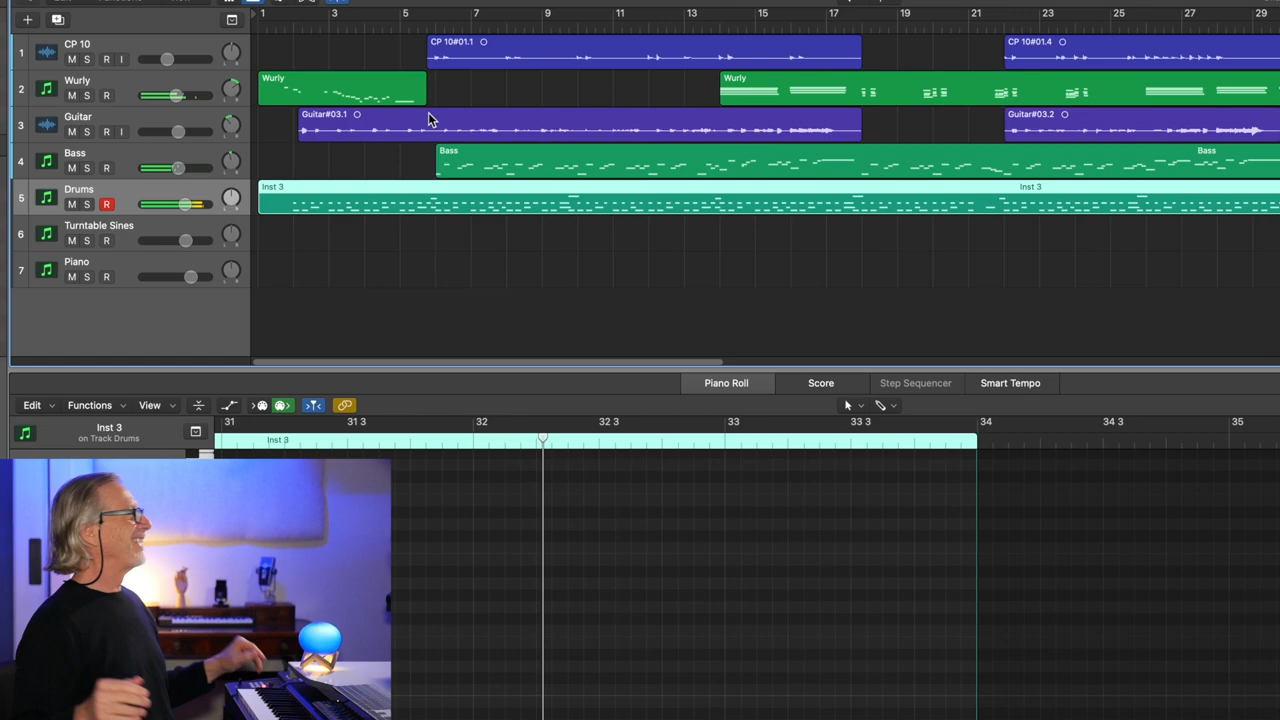 1 3 5 7 9 11 13 15 17 19 21 23 25 27 29
1 CP 10 CP 10#01.1 CP 10#01.4
M S R I
2 Wurly Wurly Wurly
M S R
3 Guitar Guitar#03.1 Guitar#03.2
M S R I
4 Bass Bass Bass
M S R
5 Drums Inst 3 Inst 3
M S R
6 Turntable Sines
M S R
7 Piano
M S R
Piano Roll Score Step Sequencer Smart Tempo
Edit Functions View
31 31 3 32 32 3 33 33 3 34 34 3 35
Inst 3
on Track Drums
Inst 3